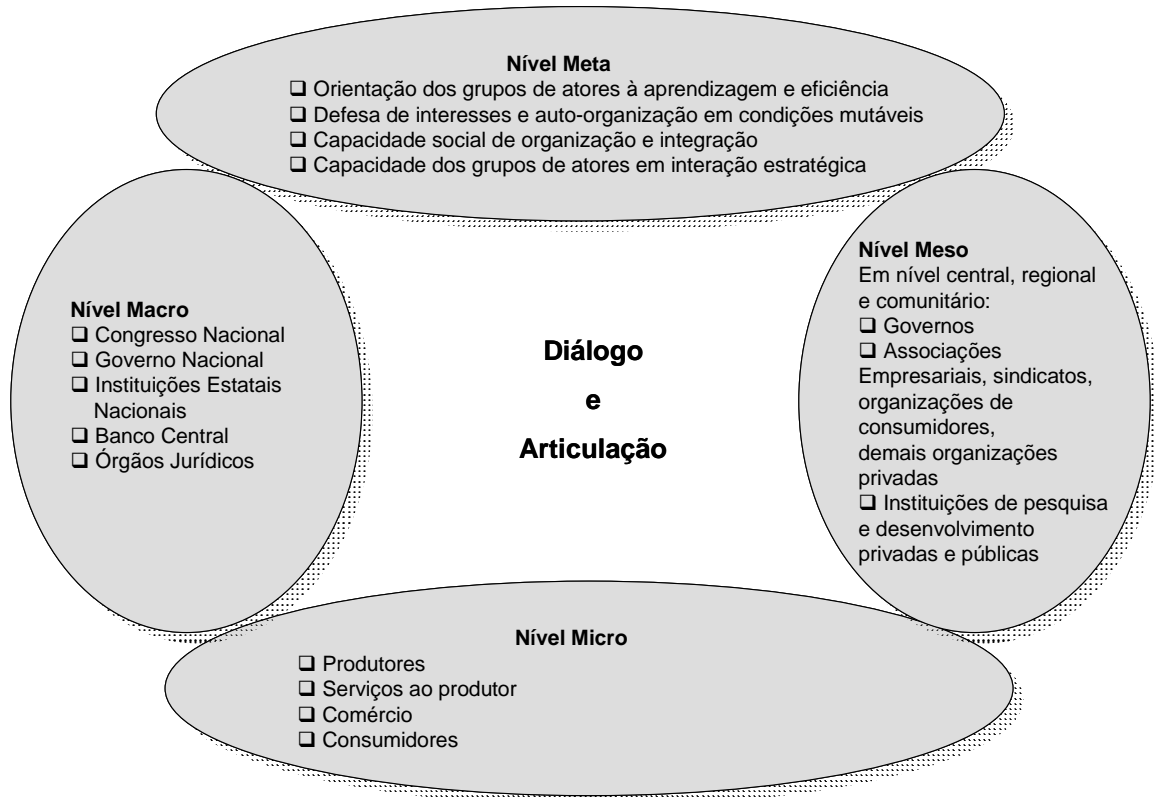 Nível Meta
❑ Orientação dos grupos de atores à aprendizagem e eficiência
❑ Defesa de interesses e auto-organização em condições mutáveis
❑ Capacidade social de organização e integração
❑ Capacidade dos grupos de atores em interação estratégica
Nível Macro
❑ Congresso Nacional
❑ Governo Nacional
❑ Instituições Estatais
Nacionais
❑ Banco Central
❑ Órgãos Jurídicos
Diálogo
e
Articulação
Nível Meso
Em nível central, regional
e comunitário:
❑ Governos
❑ Associações
Empresariais, sindicatos,
organizações de
consumidores,
demais organizações
privadas
❑ Instituições de pesquisa
e desenvolvimento
privadas e públicas
Nível Micro
❑ Produtores
❑ Serviços ao produtor
❑ Comércio
❑ Consumidores